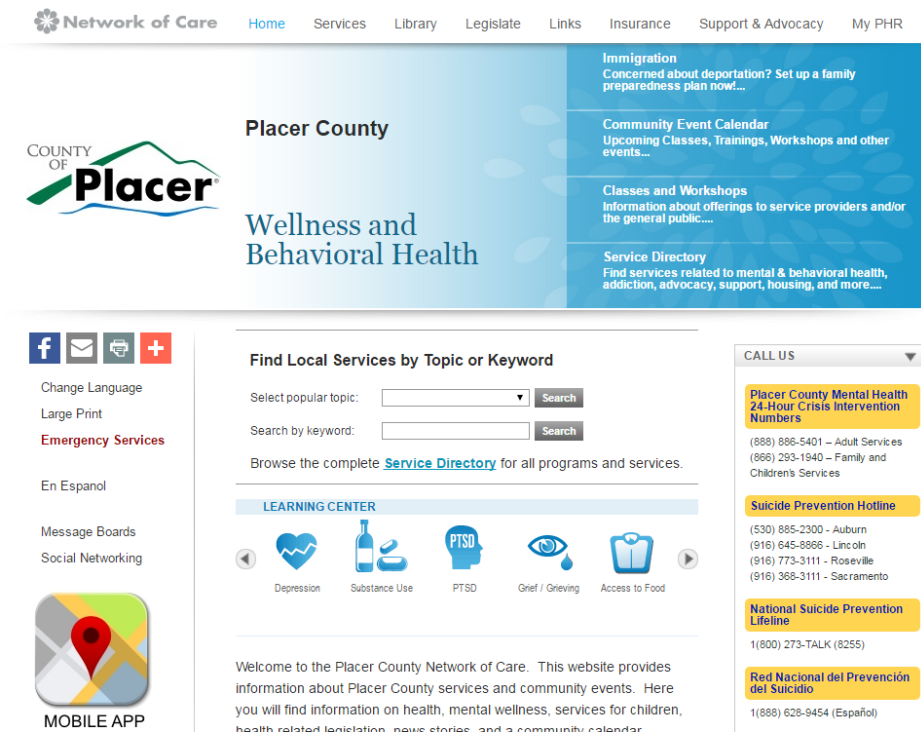 Network of Care
Home Services Library Legislate Links Insurance Support & Advocacy My PHR
COUNTY
OF
Placer
Placer County
Wellness and
Behavioral Health
Immigration
Concerned about deportation? Set up a family
preparedness plan now!...
Community Event Calendar
Upcoming Classes, Trainings, Workshops and other
events...
Classes and Workshops
Information about offerings to service providers and/or
the general public....
Service Directory
Find services related to mental & behavioral health,
addiction, advocacy, support, housing, and more....
f
Change Language
Large Print
Emergency Services
En Espanol
Message Boards
Social Networking
MOBILE APP
Find Local Services by Topic or Keyword
Select popular topic: Search
Search by keyword: Search
Browse the complete Service Directory for all programs and services.
LEARNING CENTER
PTSD
Depression Substance Use PTSD Grief / Grieving Access to Food
Welcome to the Placer County Network of Care. This website provides
information about Placer County services and community events. Here
you will find information on health, mental wellness, services for children,
health related legislation, news stories, and a community calendar
CALL US
Placer County Mental Health
24-Hour Crisis Intervention
Numbers
(888) 886-5401 – Adult Services
(866) 293-1940 – Family and
Children's Services
Suicide Prevention Hotline
(530) 885-2300 - Auburn
(916) 645-8866 - Lincoln
(916) 773-3111 - Roseville
(916) 368-3111 - Sacramento
National Suicide Prevention
Lifeline
1(800) 273-TALK (8255)
Red Nacional del Prevención
del Suicidio
1(888) 628-9454 (Español)